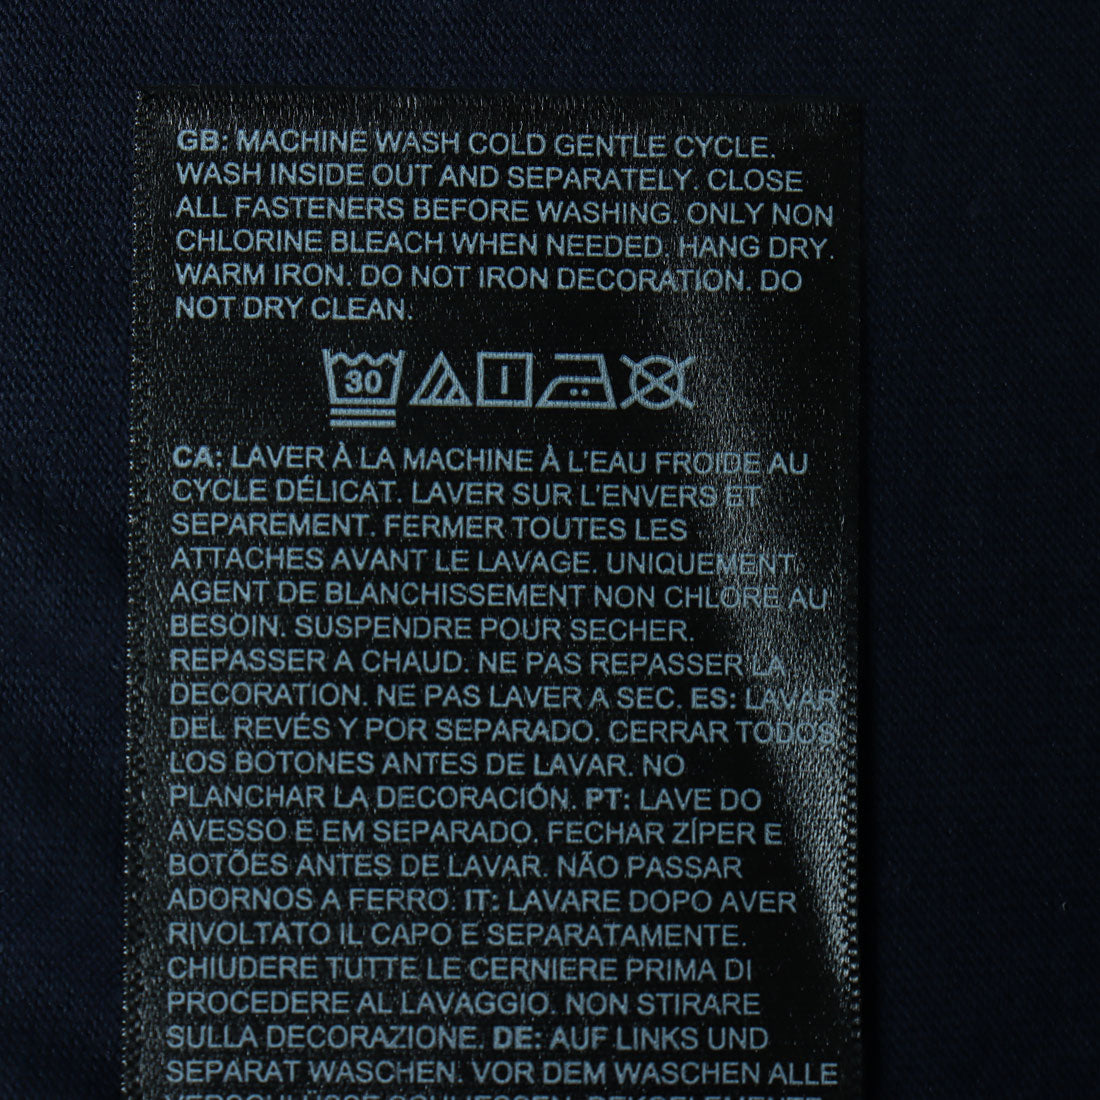 GB: MACHINE WASH COLD GENTLE CYCLE.
WASH INSIDE OUT AND SEPARATELY. CLOSE
ALL FASTENERS BEFORE WASHING. ONLY NON
CHLORINE BLEACH WHEN NEEDED. HANG DRY.
WARM IRON. DO NOT IRON DECORATION. DO
NOT DRY CLEAN.
30
CA: LAVER À LA MACHINE À L'EAU FROIDE AU
CYCLE DÉLICAT. LAVER SUR L'ENVERS ET
SEPAREMENT. FERMER TOUTES LES
ATTACHES AVANT LE LAVAGE. UNIQUEMENT
AGENT DE BLANCHISSEMENT NON CHLORE AU
BESOIN. SUSPENDRE POUR SECHER.
REPASSER A CHAUD. NE PAS REPASSER LA
DECORATION. NE PAS LAVER A SEC. ES: LAVAR
DEL REVÉS Y POR SEPARADO. CERRAR TODOS
LOS BOTONES ANTES DE LAVAR. NO
PLANCHAR LA DECORACIÓN. PT: LAVE DO
AVESSO E EM SEPARADO. FECHAR ZÍPER E
BOTÕES ANTES DE LAVAR. NÃO PASSAR
ADORNOS A FERRO. IT: LAVARE DOPO AVER
RIVOLTATO IL CAPO E SEPARATAMENTE.
CHIUDERE TUTTE LE CERNIERE PRIMA DI
PROCEDERE AL LAVAGGIO. NON STIRARE
SULLA DECORAZIONE. DE: AUF LINKS UND
SEPARAT WASCHEN. VOR DEM WASCHEN ALLE